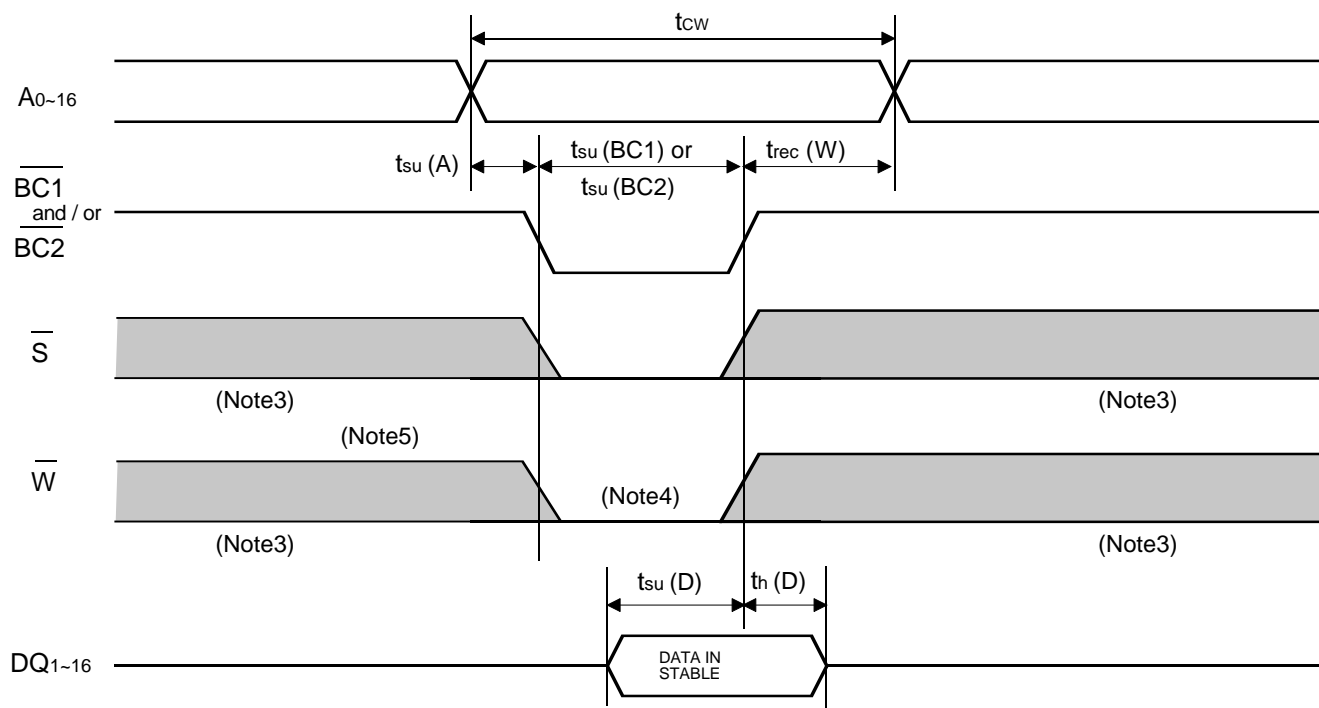 tCW
A0~16
tsu (A)
tsu (BC1) or
tsu (BC2)
trec (W)
BC1
and / or
BC2
S
(Note3)
(Note3)
(Note5)
W
(Note4)
(Note3)
(Note3)
tsu (D)
th (D)
DQ1~16
DATA IN
STABLE